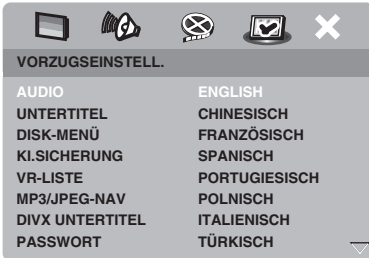 VORZUGSEINSTELL.
AUDIO ENGLISH
UNTERTITEL CHINESISCH
DISK-MENÜ FRANZÖSISCH
KI.SICHERUNG SPANISCH
VR-LISTE PORTUGIESISCH
MP3/JPEG-NAV POLNISCH
DIVX UNTERTITEL ITALIENISCH
PASSWORT TÜRKISCH